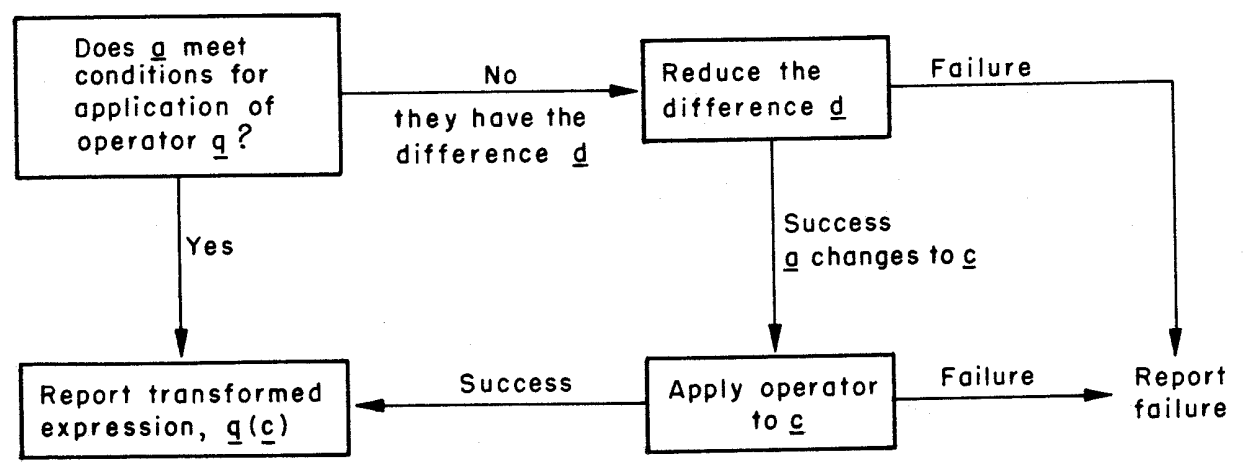 Does a meet
conditions for
application of
operator q ?
No
they have the
difference d
Reduce the
difference d
Failure
Yes
Success
a changes to c
Report transformed
expression, q (c)
Success
Apply operator
to c
Failure
Report
failure